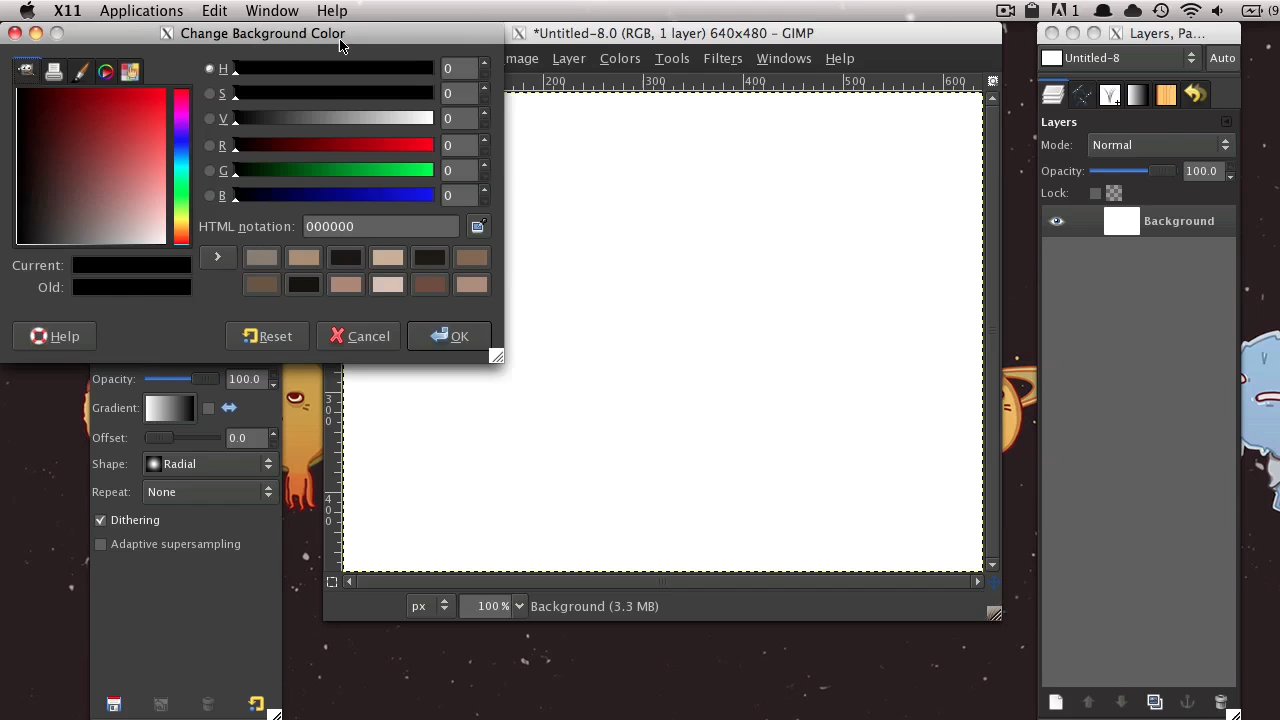 X11 Applications Edit Window Help
1
(9
Change Background Color
*Untitled-8.0 (RGB, 1 layer) 640x480 – GIMP
Layers, Pa...
mage Layer Colors Tools Filters Windows Help
Untitled-8
Auto
200 300 400 500 600
H 0
S 0
V 0
R 0
G 0
B 0
HTML notation: 000000
Current:
Old:
Help
Reset
Cancel
OK
Layers
Mode: Normal
Opacity: 100.0
Lock:
Background
Opacity: 100.0
Gradient:
Offset: 0.0
Shape: Radial
Repeat: None
Dithering
Adaptive supersampling
300
400
px 100% Background (3.3 MB)